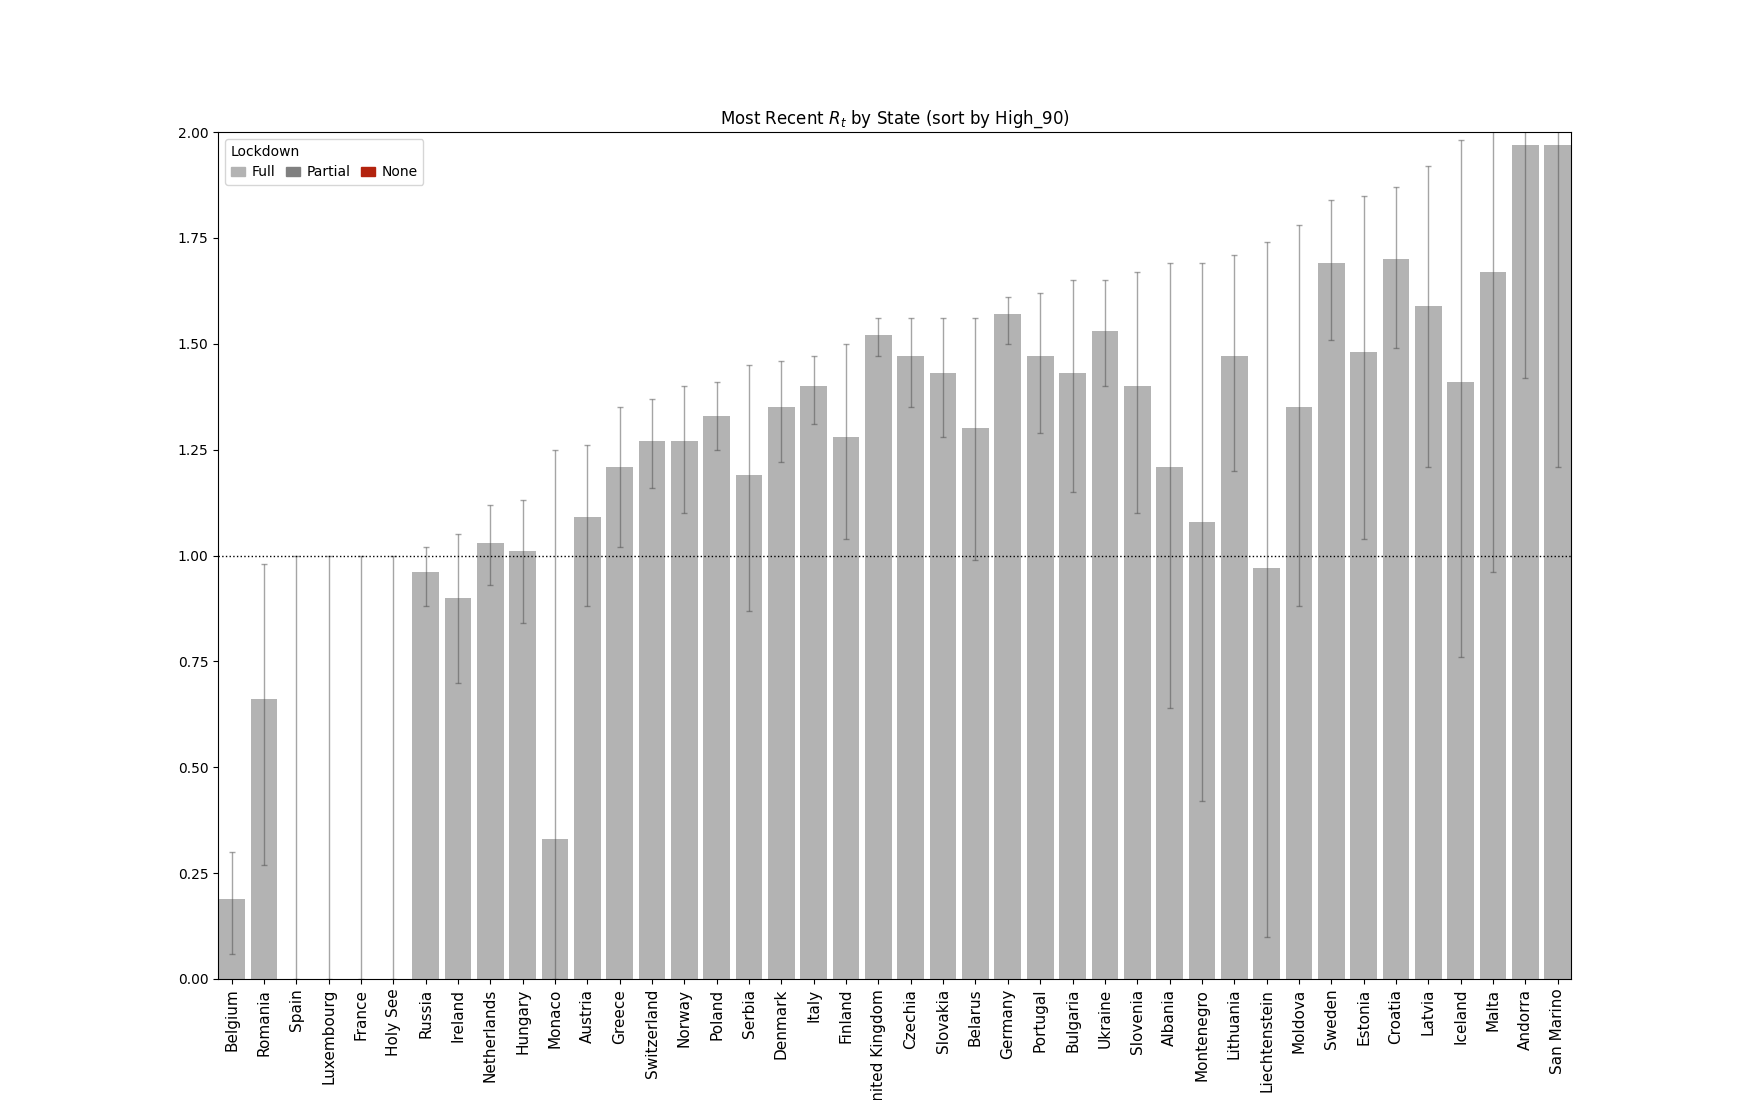 Most Recent R_t by State (sort by High_90)
2.00
Lockdown
Full Partial None
1.75
1.50
1.25
1.00
0.75
0.50
0.25
0.00
Belgium
Romania
Spain
Luxembourg
France
Holy See
Russia
Ireland
Netherlands
Hungary
Monaco
Austria
Greece
Switzerland
Norway
Poland
Serbia
Denmark
Italy
Finland
nited Kingdom
Czechia
Slovakia
Belarus
Germany
Portugal
Bulgaria
Ukraine
Slovenia
Albania
Montenegro
Lithuania
Liechtenstein
Moldova
Sweden
Estonia
Croatia
Latvia
Iceland
Malta
Andorra
San Marino